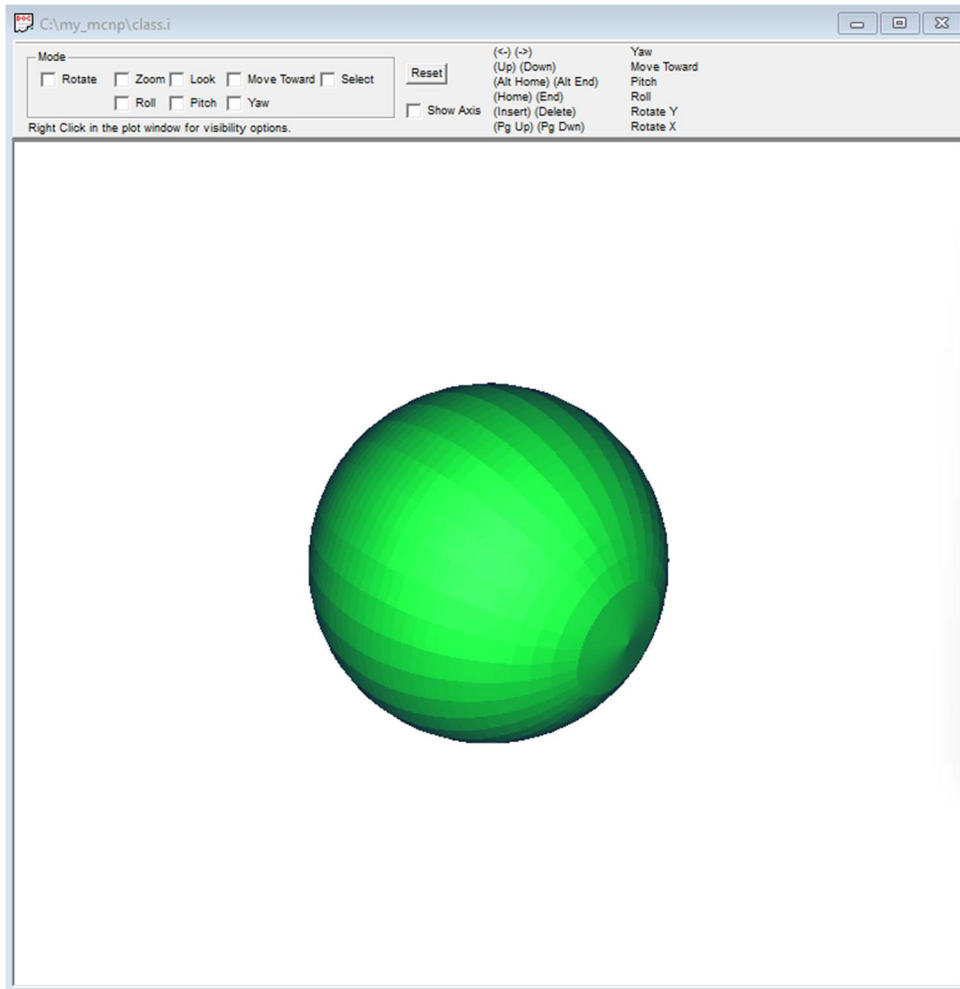 DOC
C:\my_mcnp\class.i
Mode
Rotate Zoom Look Move Toward Select
Roll Pitch Yaw
Right Click in the plot window for visibility options.
Reset
Show Axis
(<-) (->) Yaw
(Up) (Down) Move Toward
(Alt Home) (Alt End) Pitch
(Home) (End) Roll
(Insert) (Delete) Rotate Y
(Pg Up) (Pg Dwn) Rotate X